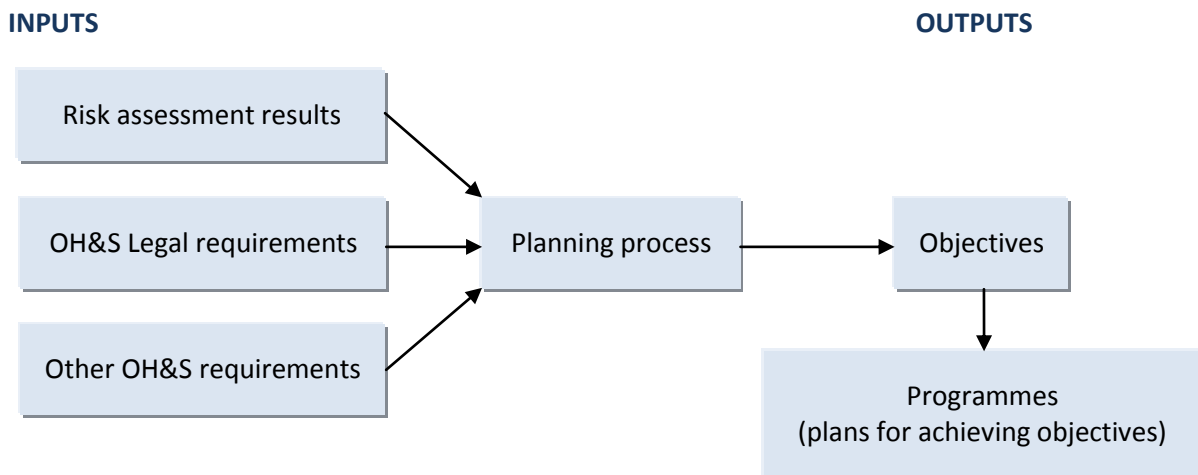 INPUTS
OUTPUTS
Risk assessment results
OH&S Legal requirements
Planning process
Objectives
Other OH&S requirements
Programmes
(plans for achieving objectives)